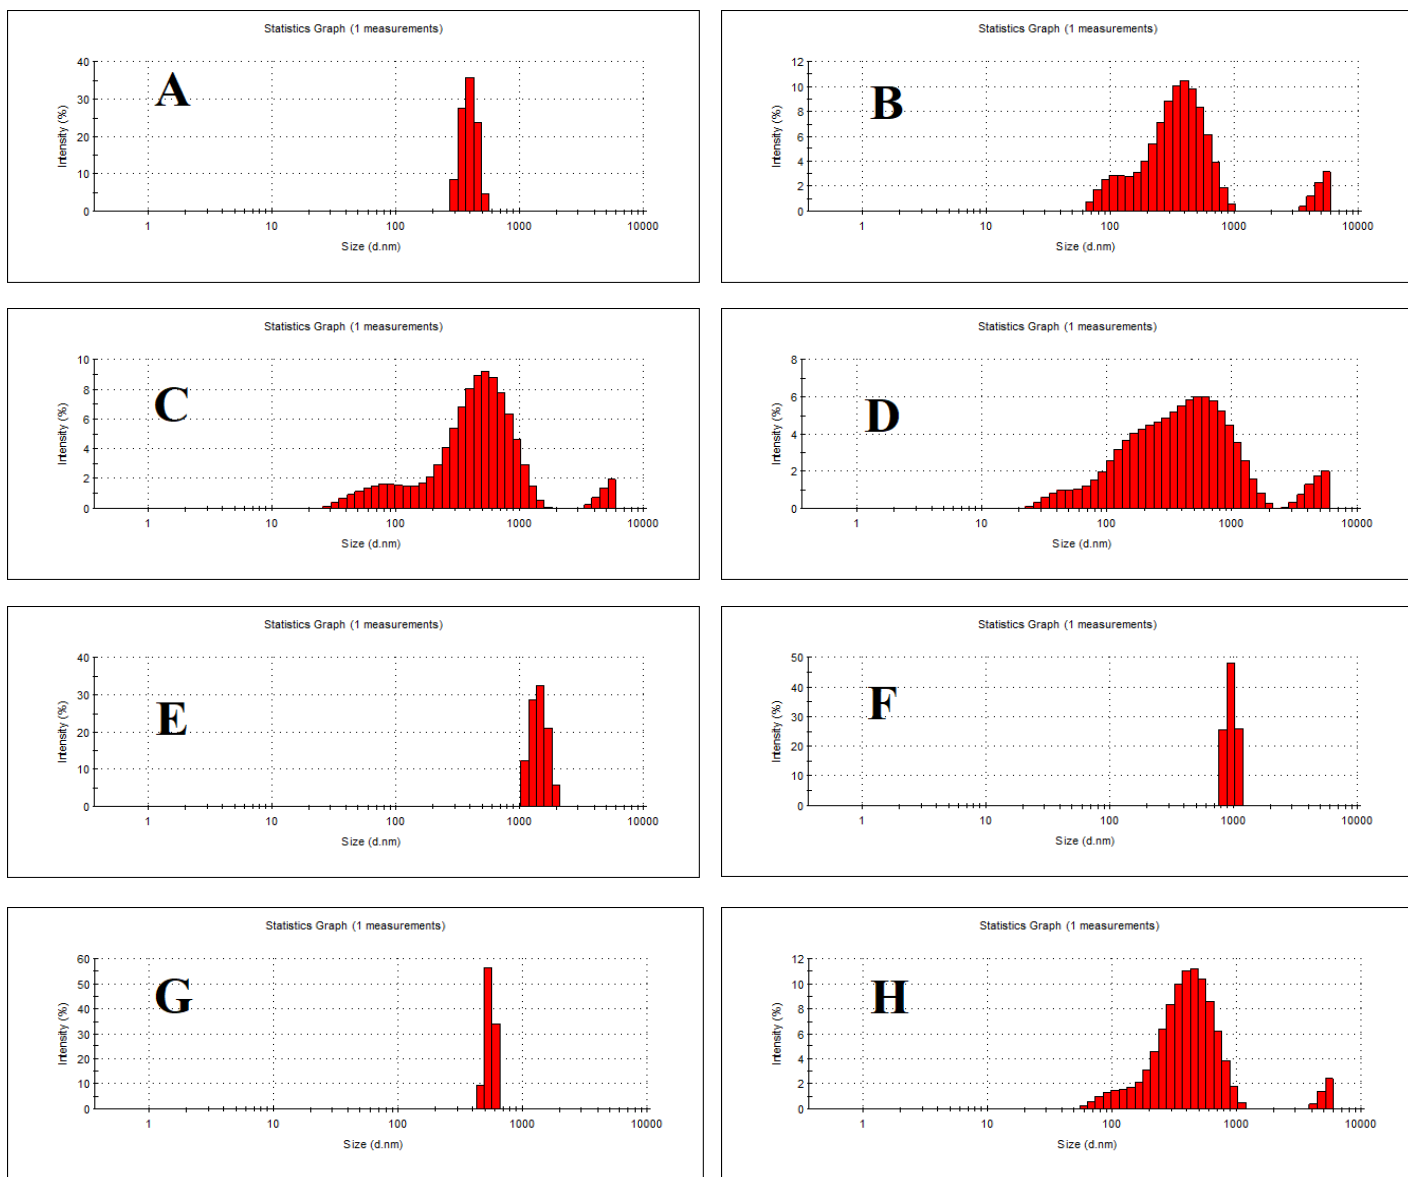 Statistics Graph (1 measurements)
A
Intensity (%)
40
30
20
10
0
1
10
100
1000
10000
Size (d.nm)
Statistics Graph (1 measurements)
B
Intensity (%)
12
10
8
6
4
2
0
1
10
100
1000
10000
Size (d.nm)
Statistics Graph (1 measurements)
C
Intensity (%)
10
8
6
4
2
0
1
10
100
1000
10000
Size (d.nm)
Statistics Graph (1 measurements)
D
Intensity (%)
8
6
4
2
0
1
10
100
1000
10000
Size (d.nm)
Statistics Graph (1 measurements)
E
Intensity (%)
40
30
20
10
0
1
10
100
1000
10000
Size (d.nm)
Statistics Graph (1 measurements)
F
Intensity (%)
50
40
30
20
10
0
1
10
100
1000
10000
Size (d.nm)
Statistics Graph (1 measurements)
G
Intensity (%)
60
50
40
30
20
10
0
1
10
100
1000
10000
Size (d.nm)
Statistics Graph (1 measurements)
H
Intensity (%)
12
10
8
6
4
2
0
1
10
100
1000
10000
Size (d.nm)